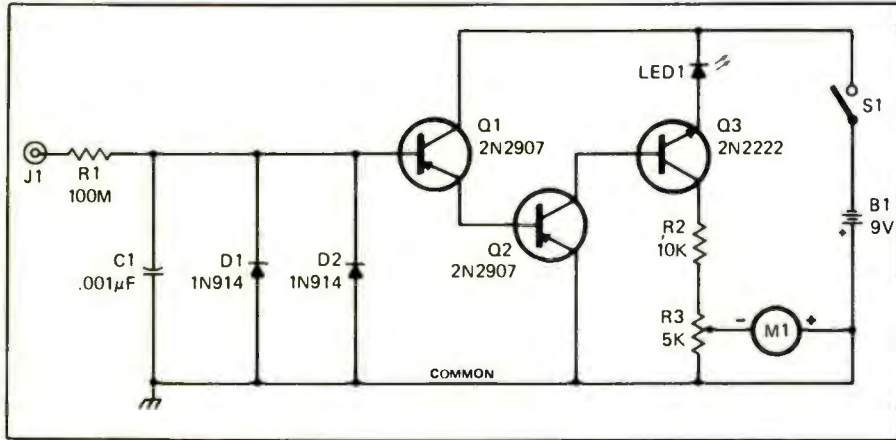 LED1
S1
Q1
2N2907
Q3
2N2222
J1
R1
100M
B1
9V
+
C1
.001µF
D1
1N914
D2
1N914
Q2
2N2907
R2
10K
R3
5K
-
M1
+
COMMON